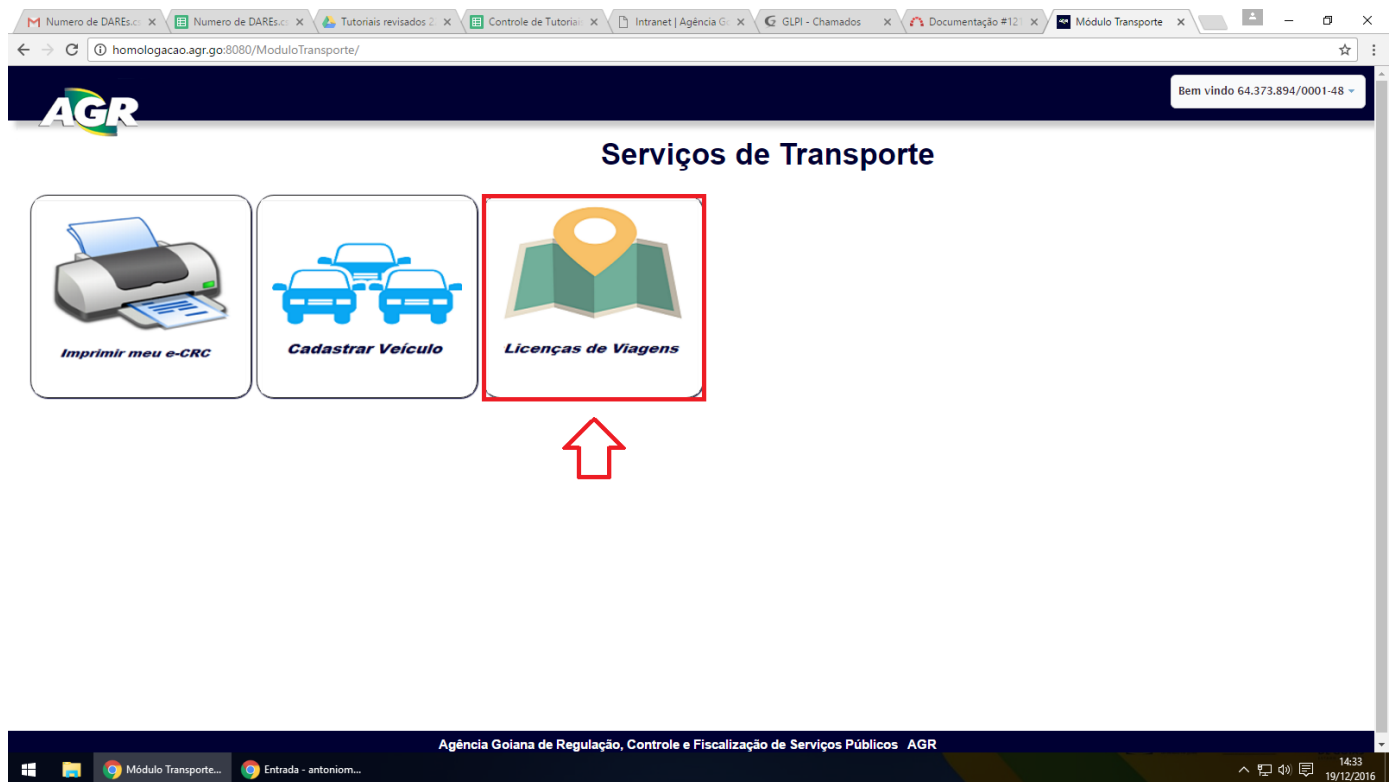 Numero de DAREs.c
Numero de DAREs.c
Tutoriais revisados 2
Controle de Tutoriai
Intranet | Agência G
GLPI - Chamados
Documentação #12
Módulo Transporte
homologacao.agr.go:8080/ModuloTransporte/
AGR
Bem vindo 64.373.894/0001-48
Serviços de Transporte
Imprimir meu e-CRC
Cadastrar Veículo
Licenças de Viagens
Agência Goiana de Regulação, Controle e Fiscalização de Serviços Públicos AGR
Módulo Transporte...
Entrada - antoniom...
14:33
19/12/2016